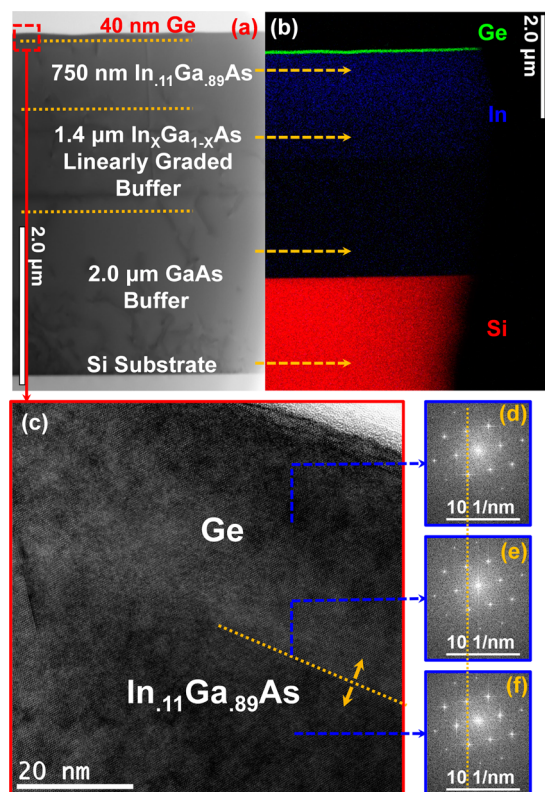 40 nm Ge
(a)
750 nm In.11Ga.89As
1.4 μm InXGa1-XAs
Linearly Graded
Buffer
2.0 μm
2.0 μm GaAs
Buffer
Si Substrate
(b)
Ge
2.0 μm
In
Si
(c)
Ge
In.11Ga.89As
20 nm
(d)
10 1/nm
(e)
10 1/nm
(f)
10 1/nm